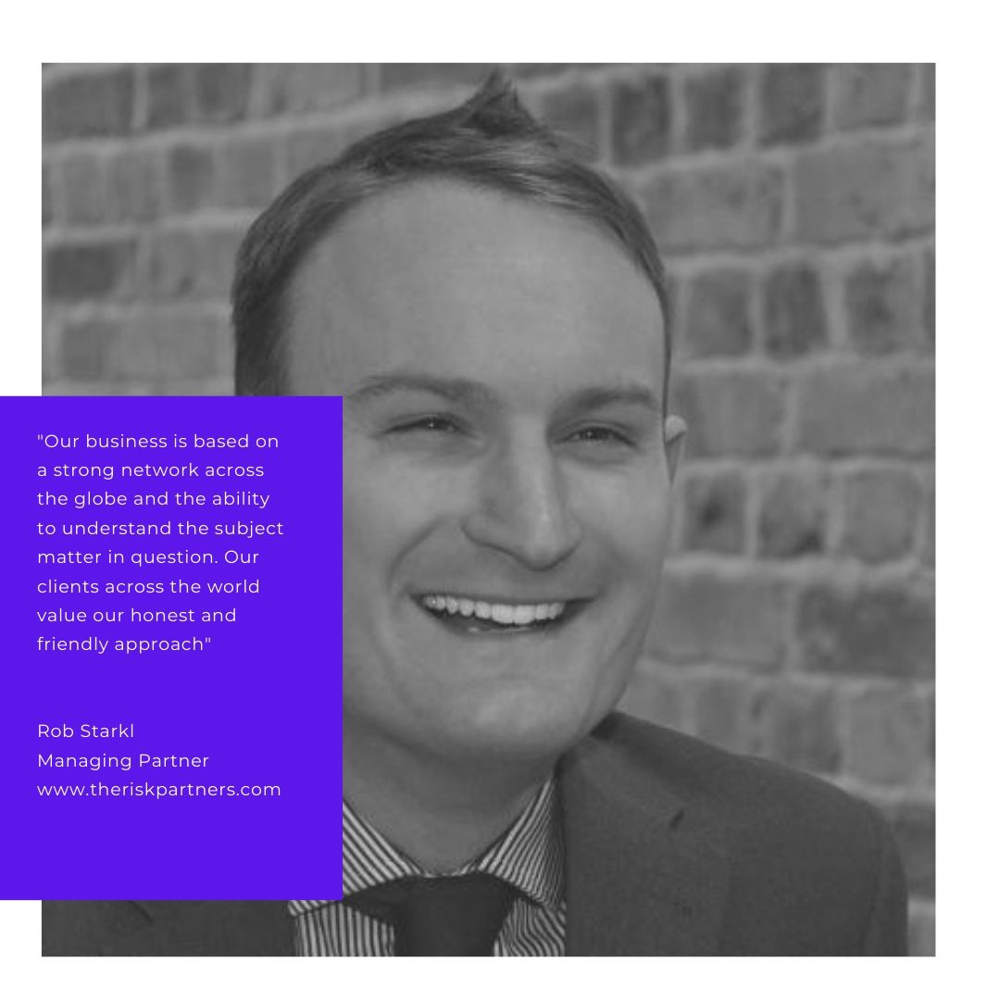 "Our business is based on
a strong network across
the globe and the ability
to understand the subject
matter in question. Our
clients across the world
value our honest and
friendly approach"
Rob Starkl
Managing Partner
www.theriskpartners.com